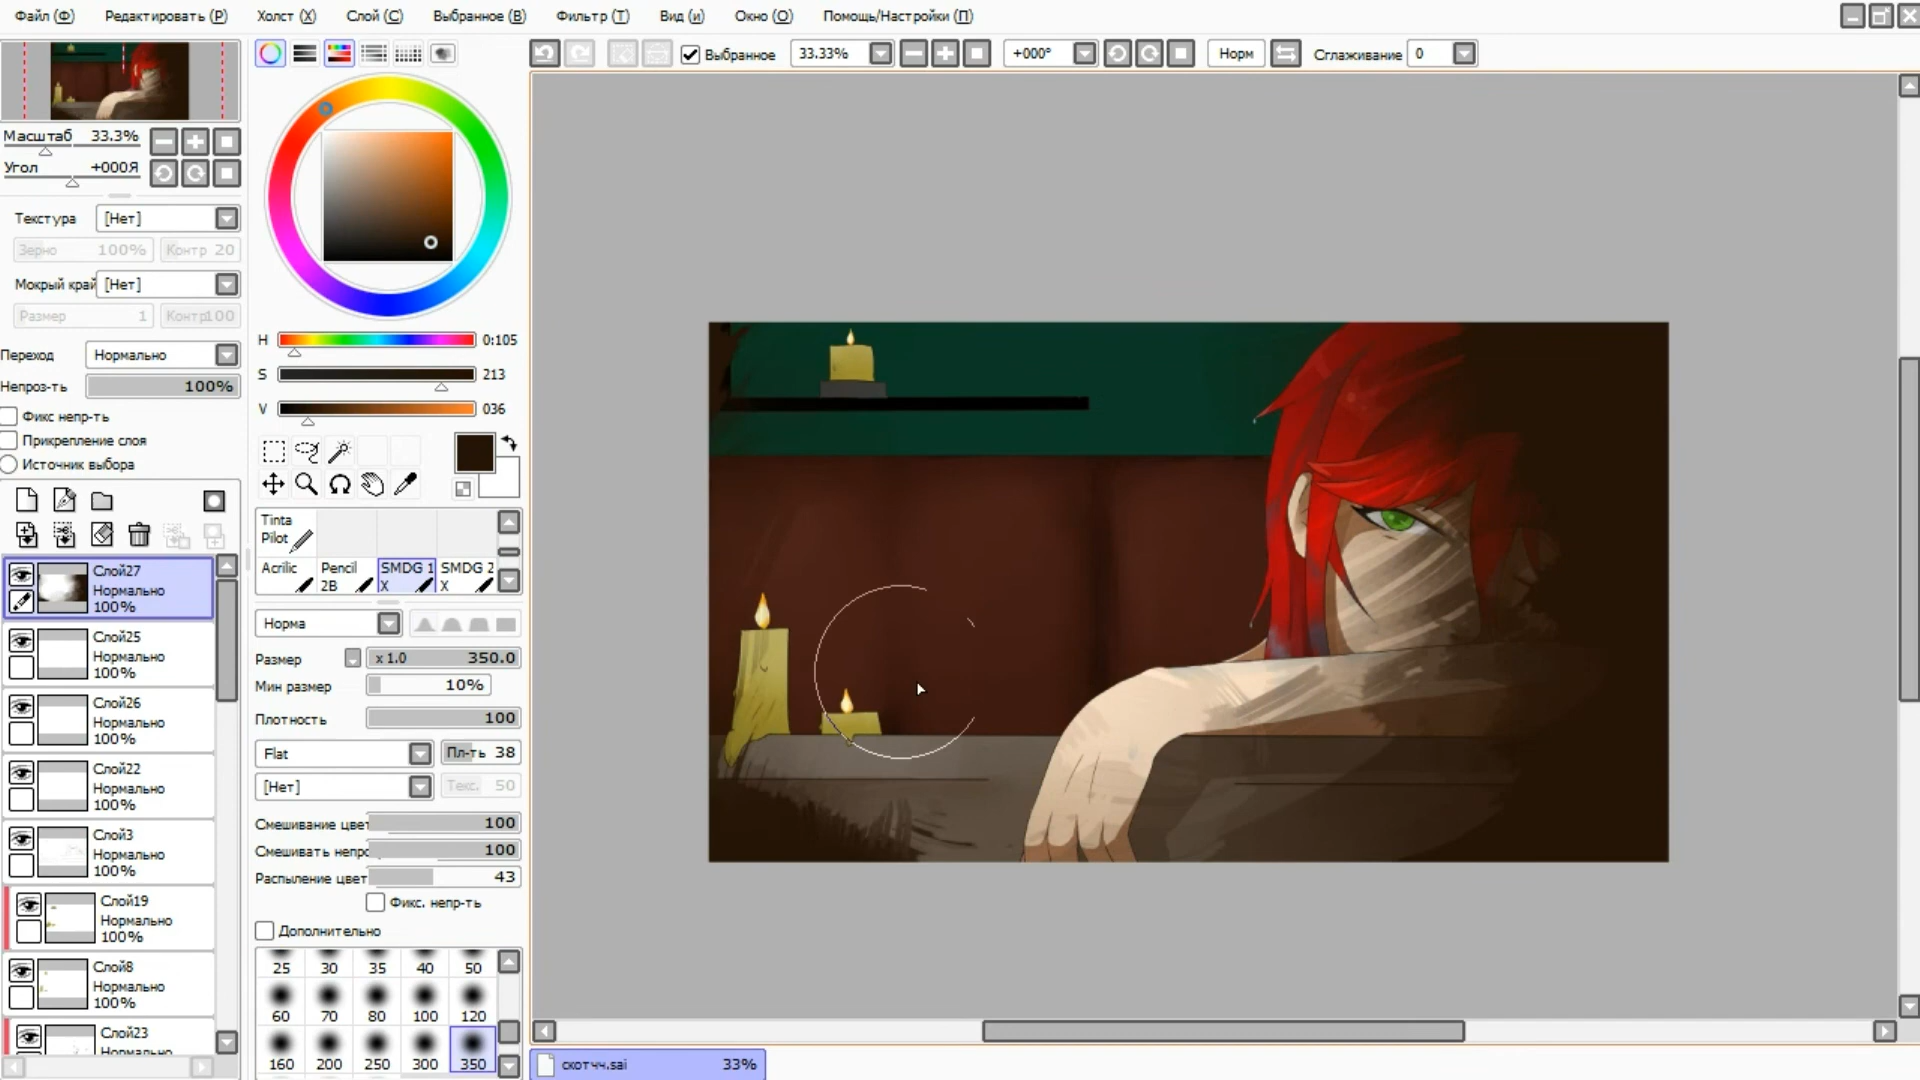 Файл (Ф) Редактировать (Р) Холст (Х) Слой (С) Выбранное (В) Фильтр (Т) Вид (и) Окно (О) Помощь/Настройки (П)
Выбранное 33.33% +000° Норм Сглаживание 0
Масштаб 33.3%
Угол +000Я
Текстура [Нет]
Зерно 100% Контр 20
Мокрый край [Нет]
Размер 1 Контр100
Переход Нормально
Непроз-ть 100%
Фикс непр-ть
Прикрепление слоя
Источник выбора
Слой27
Нормально
100%
Слой25
Нормально
100%
Слой26
Нормально
100%
Слой22
Нормально
100%
Слой3
Нормально
100%
Слой19
Нормально
100%
Слой8
Нормально
100%
Слой23
Нормально
H 0:105
S 213
V 036
Tinta
Pilot
Acrilic Pencil 2B SMDG 1 X SMDG 2 X
Норма
Размер x 1.0 350.0
Мин размер 10%
Плотность 100
Flat Пл-ть 38
[Нет] Текс. 50
Смешивание цвет 100
Смешивать непрс 100
Распыление цвет 43
Фикс. непр-ть
Дополнительно
25 30 35 40 50
60 70 80 100 120
160 200 250 300 350
скотчч.sai 33%